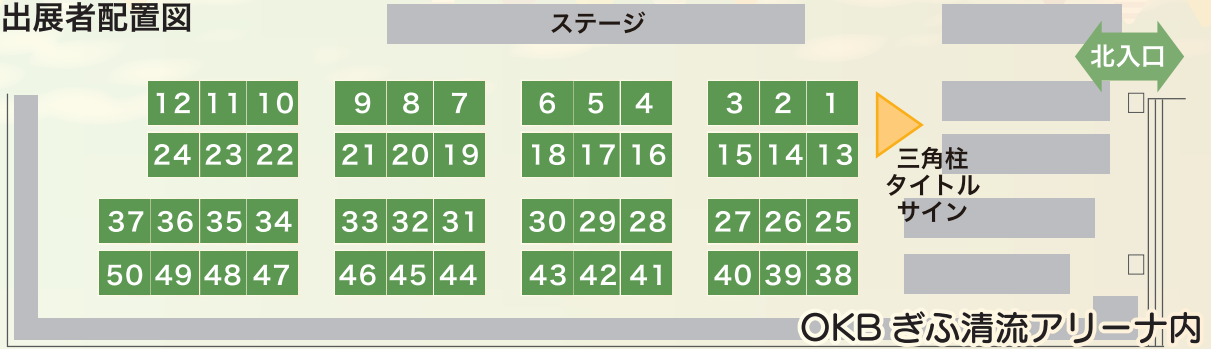 出展者配置図
ステージ
北入口
12 11 10 9 8 7 6 5 4 3 2 1
24 23 22 21 20 19 18 17 16 15 14 13
三角柱
タイトル
サイン
37 36 35 34 33 32 31 30 29 28 27 26 25
50 49 48 47 46 45 44 43 42 41 40 39 38
OKBぎふ清流アリーナ内